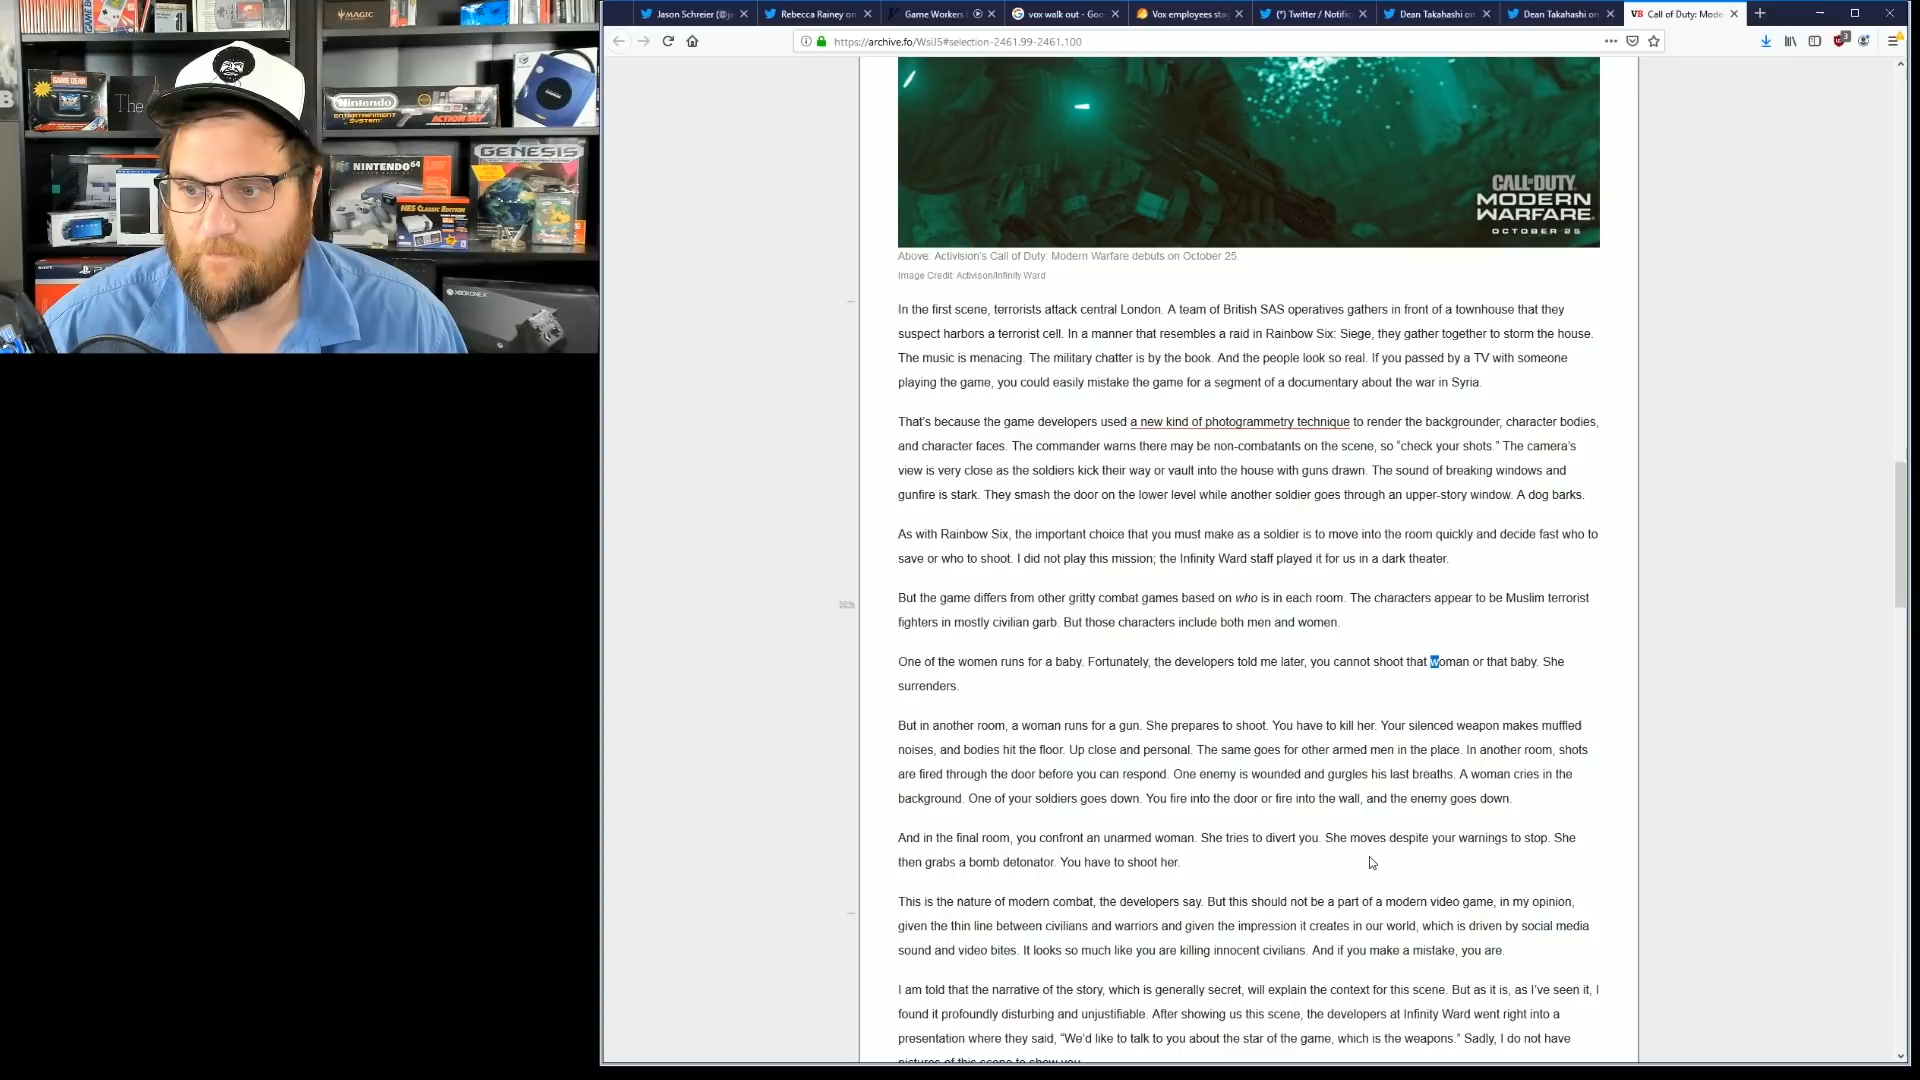 Jason Schreier (@ja
Rebecca Rainey on
Game Workers
vox walk out - Goo
Vox employees sta
(*) Twitter / Notific
Dean Takahashi on
Dean Takahashi on
VB Call of Duty: Mode
https://archive.fo/WsiJ5#selection-2461.99-2461.100
GAME GEAR
The
MAGIC
Nintendo
ENTERTAINMENT SYSTEM
ACTION SET
NINTENDO 64
NES CLASSIC EDITION
GENESIS
SONY
XBOX ONE X
CALL OF DUTY
MODERN
WARFARE
OCTOBER 25
Above: Activision's Call of Duty: Modern Warfare debuts on October 25.
Image Credit: Activison/Infinity Ward
In the first scene, terrorists attack central London. A team of British SAS operatives gathers in front of a townhouse that they
suspect harbors a terrorist cell. In a manner that resembles a raid in Rainbow Six: Siege, they gather together to storm the house.
The music is menacing. The military chatter is by the book. And the people look so real. If you passed by a TV with someone
playing the game, you could easily mistake the game for a segment of a documentary about the war in Syria.
That's because the game developers used a new kind of photogrammetry technique to render the backgrounder, character bodies,
and character faces. The commander warns there may be non-combatants on the scene, so “check your shots.” The camera's
view is very close as the soldiers kick their way or vault into the house with guns drawn. The sound of breaking windows and
gunfire is stark. They smash the door on the lower level while another soldier goes through an upper-story window. A dog barks.
As with Rainbow Six, the important choice that you must make as a soldier is to move into the room quickly and decide fast who to
save or who to shoot. I did not play this mission; the Infinity Ward staff played it for us in a dark theater.
But the game differs from other gritty combat games based on who is in each room. The characters appear to be Muslim terrorist
50%
fighters in mostly civilian garb. But those characters include both men and women.
One of the women runs for a baby. Fortunately, the developers told me later, you cannot shoot that woman or that baby. She
surrenders.
But in another room, a woman runs for a gun. She prepares to shoot. You have to kill her. Your silenced weapon makes muffled
noises, and bodies hit the floor. Up close and personal. The same goes for other armed men in the place. In another room, shots
are fired through the door before you can respond. One enemy is wounded and gurgles his last breaths. A woman cries in the
background. One of your soldiers goes down. You fire into the door or fire into the wall, and the enemy goes down.
And in the final room, you confront an unarmed woman. She tries to divert you. She moves despite your warnings to stop. She
then grabs a bomb detonator. You have to shoot her.
This is the nature of modern combat, the developers say. But this should not be a part of a modern video game, in my opinion,
given the thin line between civilians and warriors and given the impression it creates in our world, which is driven by social media
sound and video bites. It looks so much like you are killing innocent civilians. And if you make a mistake, you are.
I am told that the narrative of the story, which is generally secret, will explain the context for this scene. But as it is, as I've seen it, I
found it profoundly disturbing and unjustifiable. After showing us this scene, the developers at Infinity Ward went right into a
presentation where they said, “We'd like to talk to you about the star of the game, which is the weapons.” Sadly, I do not have
pictures of this scene to show you.